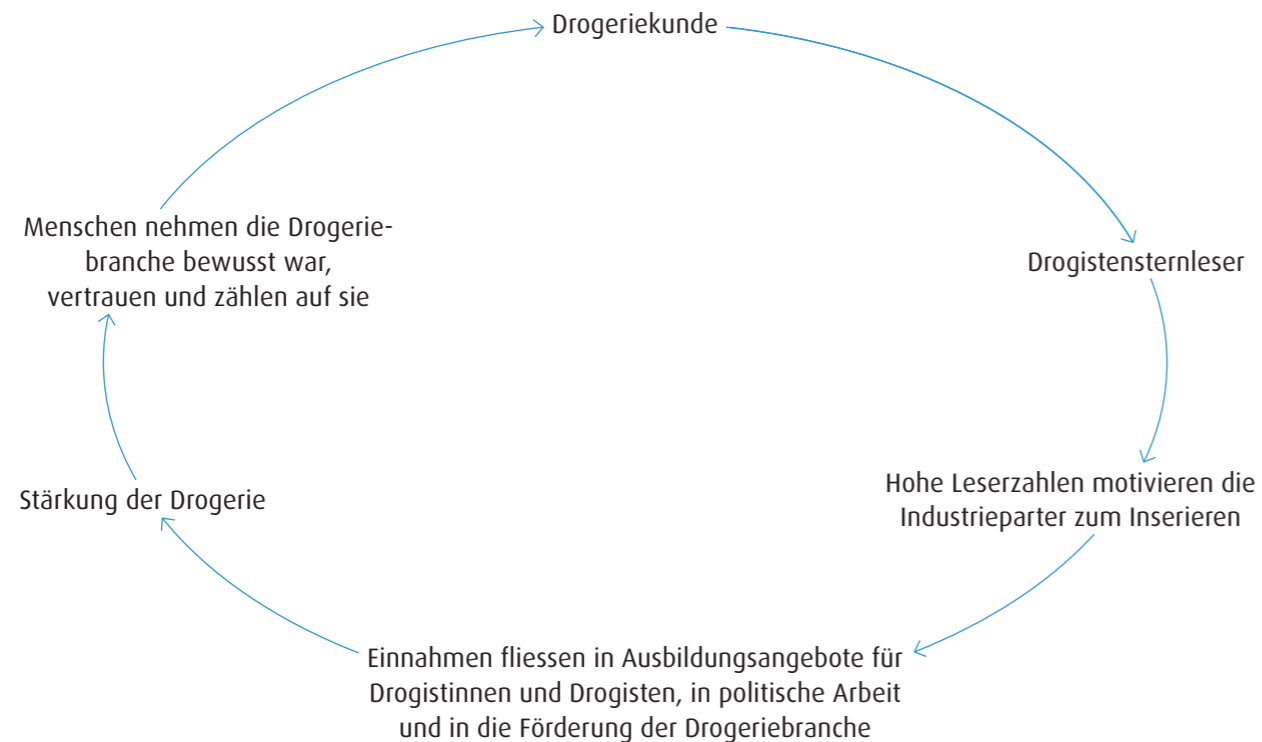 Drogeriekunde
Drogistensternleser
Hohe Leserzahlen motivieren die
Industrieparter zum Inserieren
Einnahmen fliessen in Ausbildungsangebote für
Drogistinnen und Drogisten, in politische Arbeit
und in die Förderung der Drogeriebranche
Stärkung der Drogerie
Menschen nehmen die Drogerie-
branche bewusst war,
vertrauen und zählen auf sie